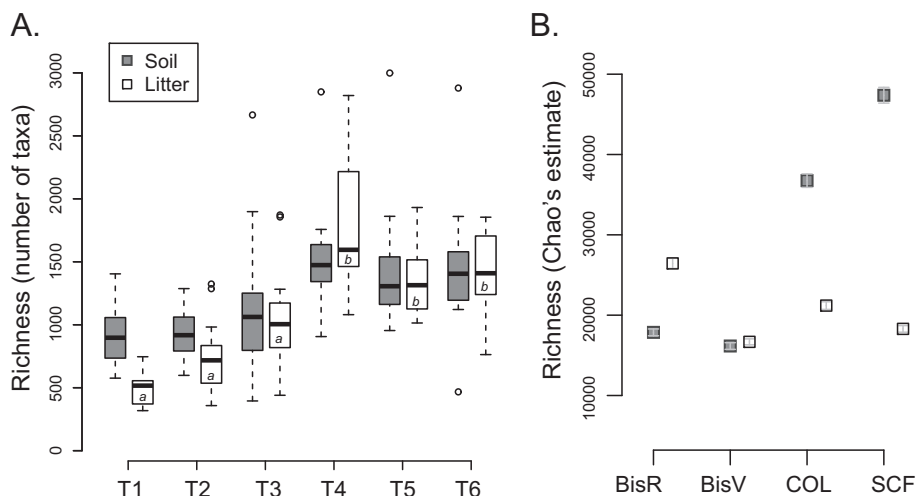 A.
Soil
Litter
Richness (number of taxa)
3000
2500
2000
1500
1000
500
0
a
a
a
b
b
b
T1 T2 T3 T4 T5 T6
B.
Richness (Chao's estimate)
50000
40000
30000
20000
10000
BisR BisV COL SCF